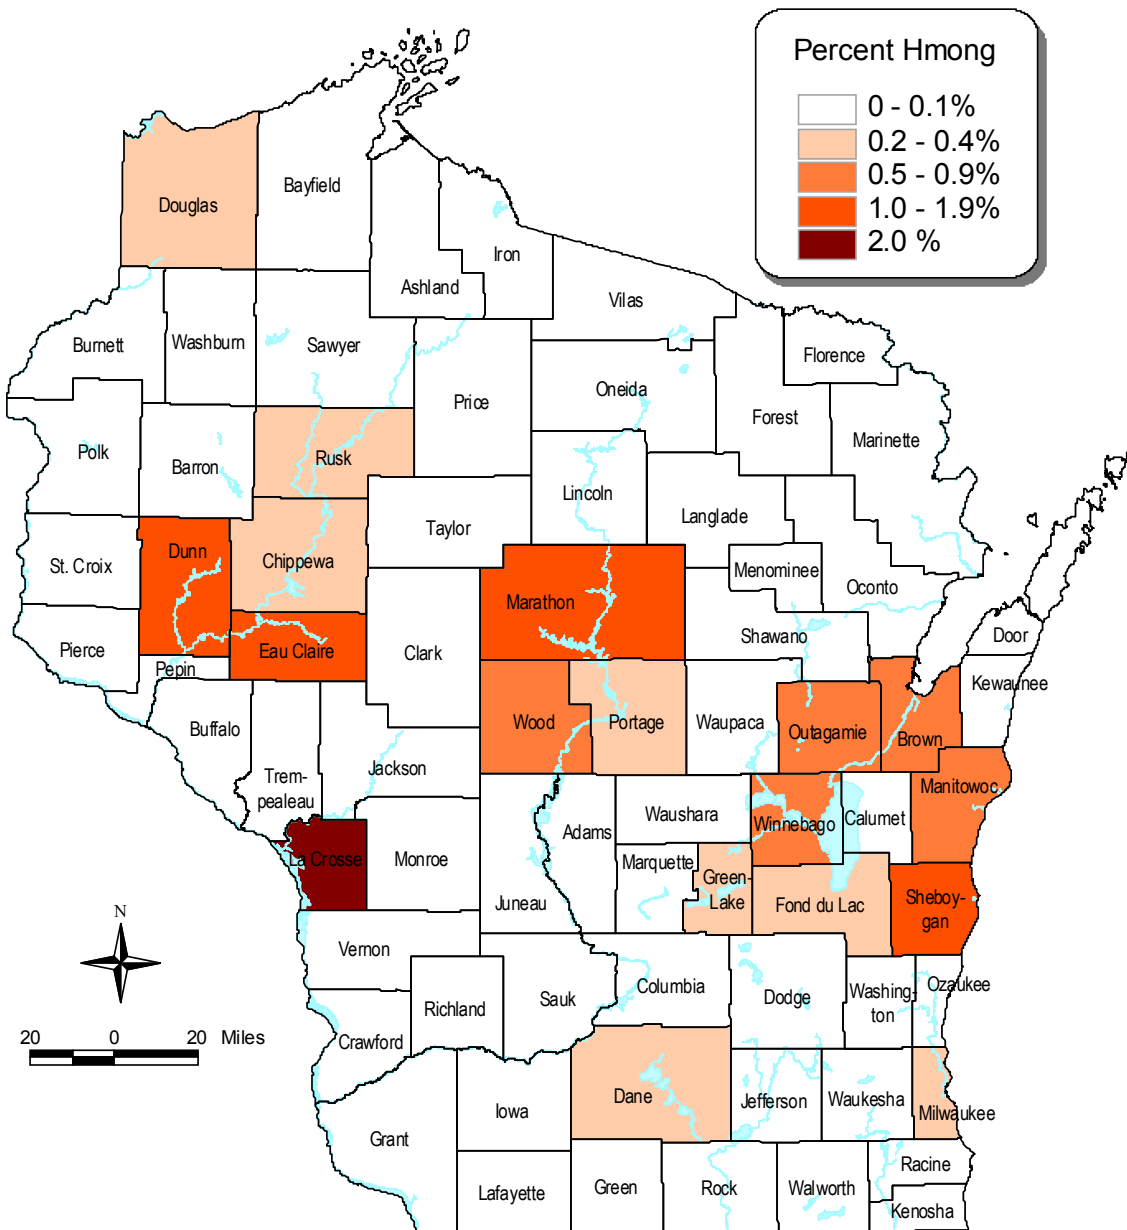 Percent Hmong
0 - 0.1%
0.2 - 0.4%
0.5 - 0.9%
1.0 - 1.9%
2.0 %
Bayfield
Douglas
Iron
Ashland
Vilas
Burnett
Washburn
Sawyer
Florence
Oneida
Price
Forest
Marinette
Polk
Barron
Rusk
Lincoln
Langlade
Taylor
Dunn
Chippewa
St. Croix
Menominee
Oconto
Marathon
Shawano
Door
Pierce
Eau Claire
Clark
Pepin
Kewaunee
Buffalo
Wood
Portage
Waupaca
Outagamie
Brown
Trem-
pealeau
Jackson
Manitowoc
Waushara
Winnebago
Calumet
Adams
La Crosse
Monroe
Marquette
Green-
Lake
Juneau
Fond du Lac
Sheboy-
gan
N
Vernon
Sauk
Columbia
Dodge
Washing-
ton
Ozaukee
Richland
20 0 20 Miles
Crawford
Iowa
Dane
Jefferson
Waukesha
Milwaukee
Grant
Racine
Lafayette
Green
Rock
Walworth
Kenosha